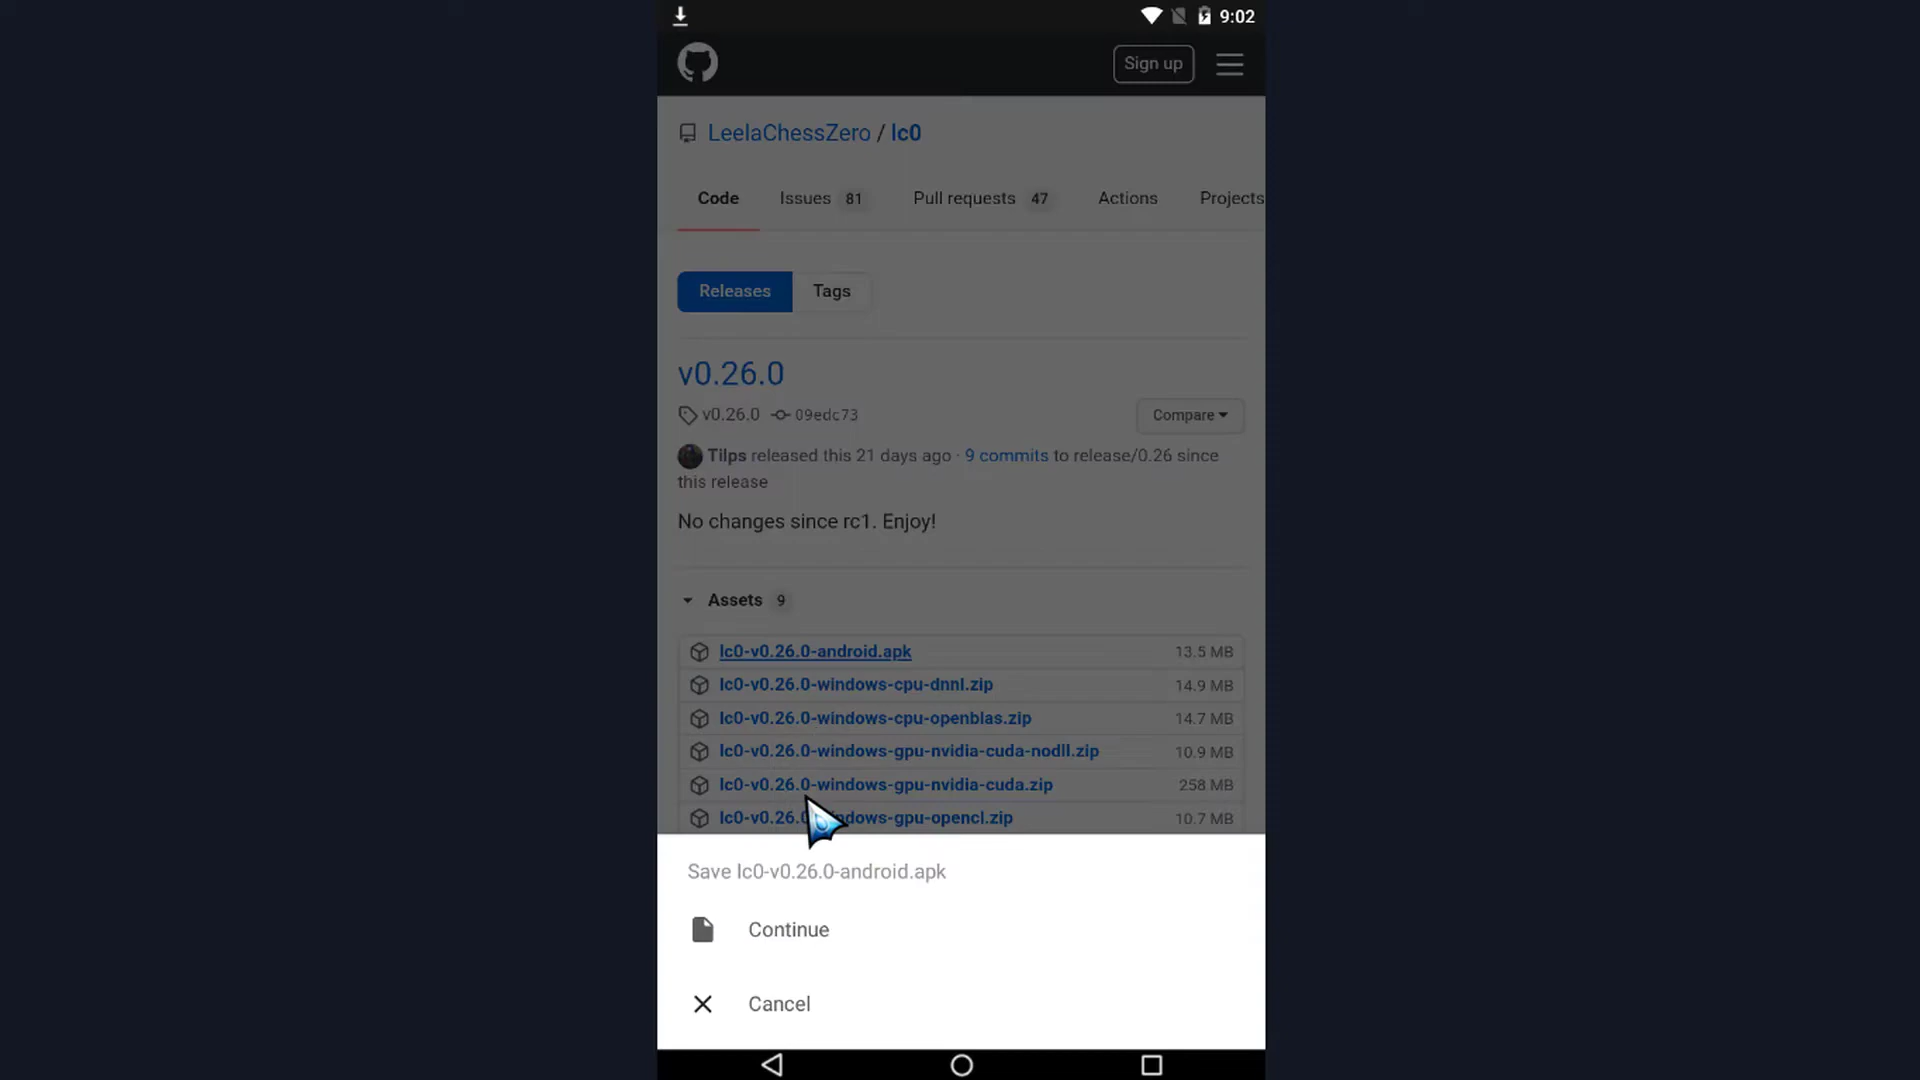 9:02
Sign up
LeelaChessZero / lc0
Code Issues 81 Pull requests 47 Actions Projects
Releases Tags
v0.26.0
v0.26.0 09edc73 Compare
Tilps released this 21 days ago · 9 commits to release/0.26 since
this release
No changes since rc1. Enjoy!
Assets 9
lc0-v0.26.0-android.apk 13.5 MB
lc0-v0.26.0-windows-cpu-dnnl.zip 14.9 MB
lc0-v0.26.0-windows-cpu-openblas.zip 14.7 MB
lc0-v0.26.0-windows-gpu-nvidia-cuda-nodll.zip 10.9 MB
lc0-v0.26.0-windows-gpu-nvidia-cuda.zip 258 MB
lc0-v0.26.0-windows-gpu-opencl.zip 10.7 MB
Save lc0-v0.26.0-android.apk
Continue
Cancel